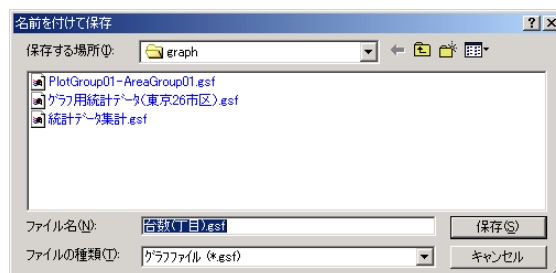 名前を付けて保存
保存する場所(I):
graph
PlotGroup01-AreaGroup01.gsf
グラフ用統計データ(東京26市区).gsf
統計データ集計.gsf
ファイル名(N):
台数(丁目).gsf
保存(S)
ファイルの種類(T):
グラフファイル (*.gsf)
キャンセル